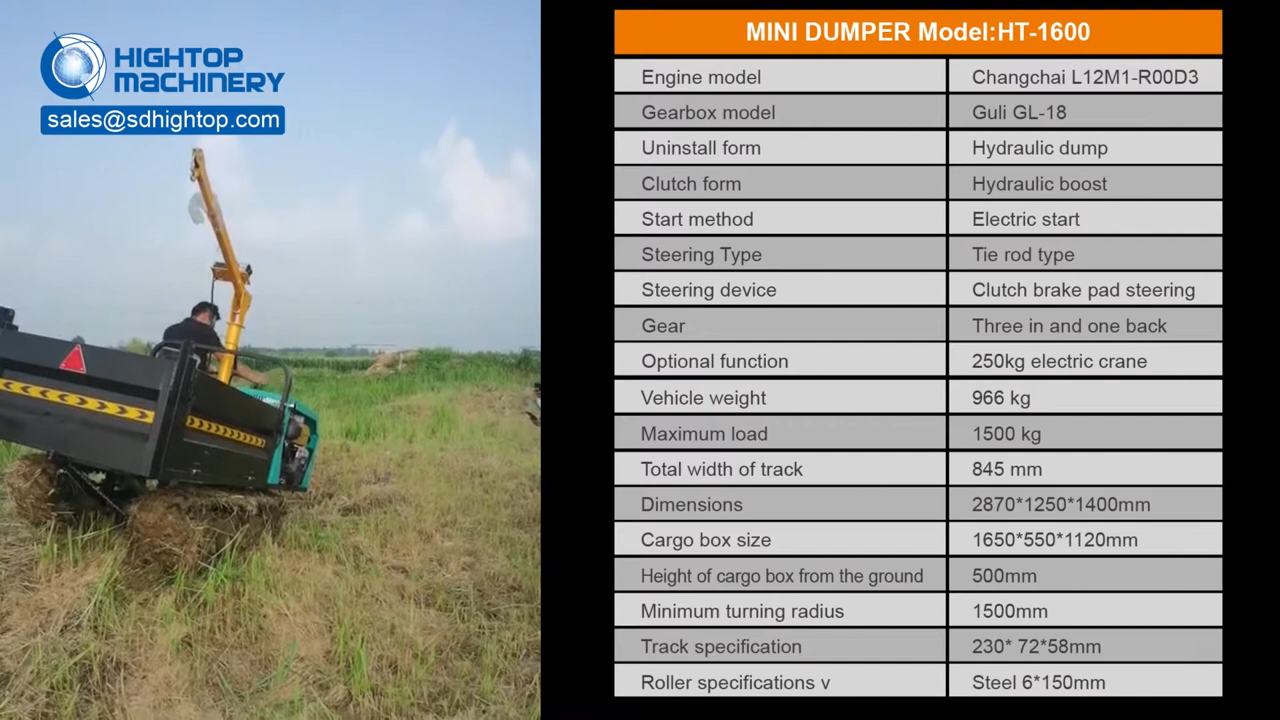 HIGHTOP
MACHINERY
sales@sdhightop.com
MINI DUMPER Model:HT-1600
Engine model Changchai L12M1-R00D3
Gearbox model Guli GL-18
Uninstall form Hydraulic dump
Clutch form Hydraulic boost
Start method Electric start
Steering Type Tie rod type
Steering device Clutch brake pad steering
Gear Three in and one back
Optional function 250kg electric crane
Vehicle weight 966 kg
Maximum load 1500 kg
Total width of track 845 mm
Dimensions 2870*1250*1400mm
Cargo box size 1650*550*1120mm
Height of cargo box from the ground 500mm
Minimum turning radius 1500mm
Track specification 230* 72*58mm
Roller specifications v Steel 6*150mm